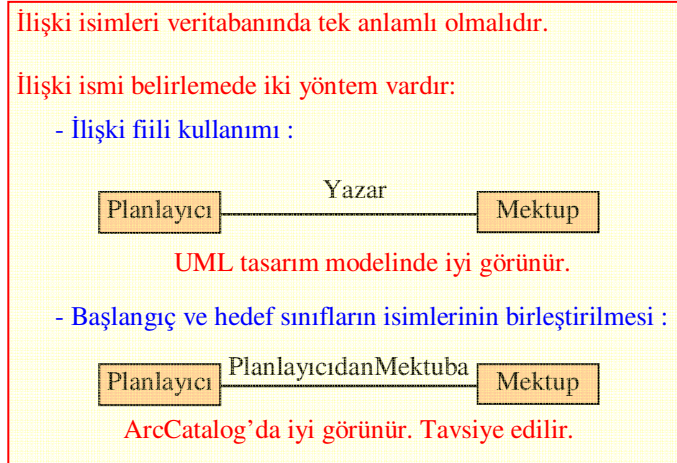 İlişki isimleri veritabanında tek anlamlı olmalıdır.
İlişki ismi belirlemede iki yöntem vardır:
- İlişki fiili kullanımı :
Yazar
Planlayıcı
Mektup
UML tasarım modelinde iyi görünür.
- Başlangıç ve hedef sınıfların isimlerinin birleştirilmesi :
PlanlayıcıdanMektuba
Planlayıcı
Mektup
ArcCatalog’da iyi görünür. Tavsiye edilir.